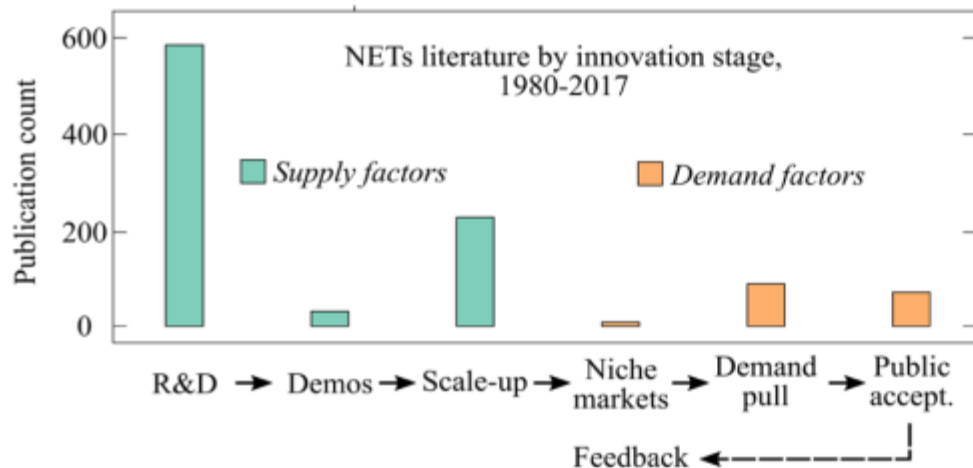 NETs literature by innovation stage,
1980-2017
Publication count
600
400
200
0
Supply factors
Demand factors
R&D
Demos
Scale-up
Niche
markets
Demand
pull
Public
accept.
Feedback